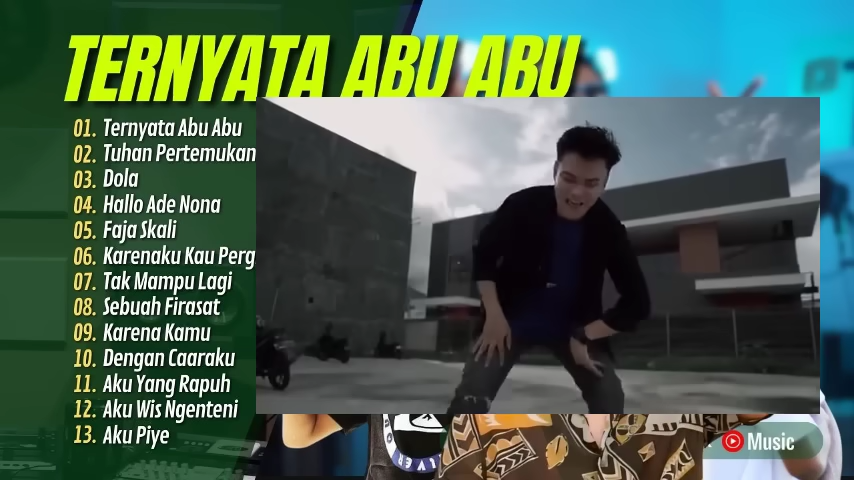 TERNYATA ABU ABU
01. Ternyata Abu Abu
02. Tuhan Pertemukan
03. Dola
04. Hallo Ade Nona
05. Faja Skali
06. Karenaku Kau Perg
07. Tak Mampu Lagi
08. Sebuah Firasat
09. Karena Kamu
10. Dengan Caaraku
11. Aku Yang Rapuh
12. Aku Wis Ngenteni
13. Aku Piye
Music